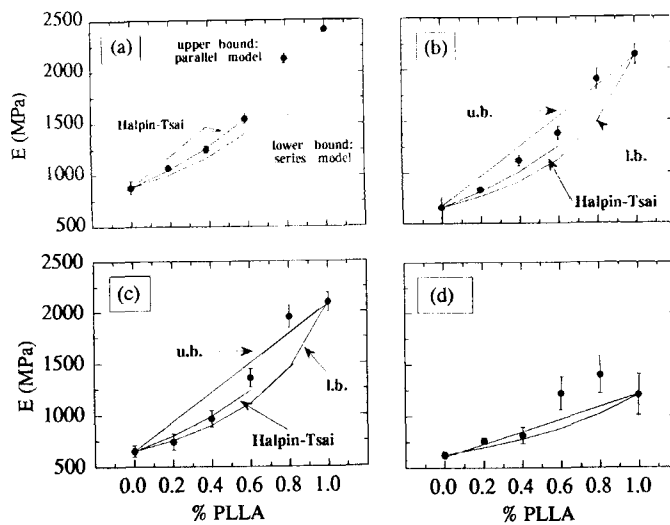 2500
2000
1500
1000
500
E (MPa)
(a)
upper bound:
parallel model
Halpin-Tsai
lower bound:
series model
(b)
u.b.
l.b.
Halpin-Tsai
2500
2000
1500
1000
500
E (MPa)
(c)
u.b.
l.b.
Halpin-Tsai
0.0 0.2 0.4 0.6 0.8 1.0
% PLLA
(d)
0.0 0.2 0.4 0.6 0.8 1.0
% PLLA